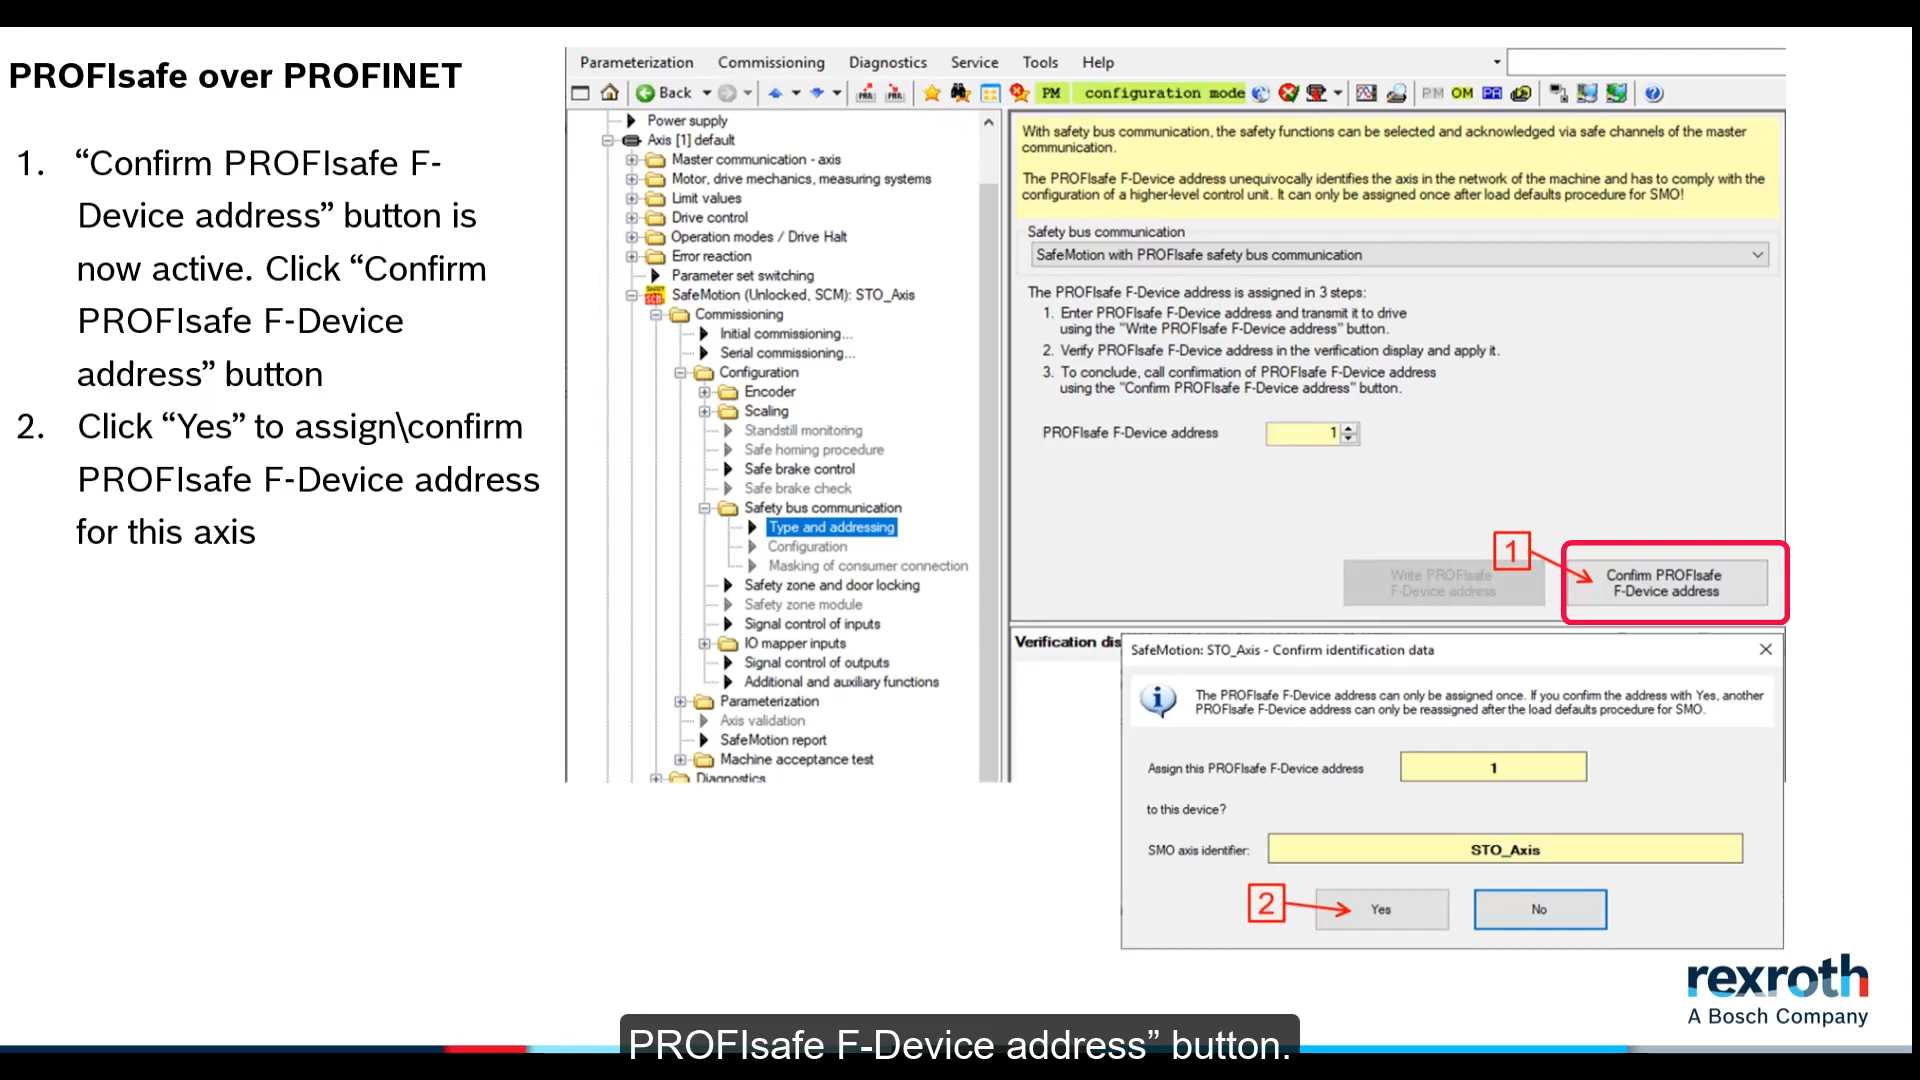 PROFIsafe over PROFINET
1. “Confirm PROFIsafe F-
Device address” button is
now active. Click “Confirm
PROFIsafe F-Device
address” button
2. Click “Yes” to assign\confirm
PROFIsafe F-Device address
for this axis
Parameterization Commissioning Diagnostics Service Tools Help
Back PM configuration mode PM OM
Power supply
Axis [1] default
Master communication - axis
Motor, drive mechanics, measuring systems
Limit values
Drive control
Operation modes / Drive Halt
Error reaction
Parameter set switching
SafeMotion (Unlocked, SCM): STO_Axis
Commissioning
Initial commissioning...
Serial commissioning...
Configuration
Encoder
Scaling
Standstill monitoring
Safe homing procedure
Safe brake control
Safe brake check
Safety bus communication
Type and addressing
Configuration
Masking of consumer connection
Safety zone and door locking
Safety zone module
Signal control of inputs
IO mapper inputs
Signal control of outputs
Additional and auxiliary functions
Parameterization
Axis validation
SafeMotion report
Machine acceptance test
Diagnostics
With safety bus communication, the safety functions can be selected and acknowledged via safe channels of the master
communication.
The PROFIsafe F-Device address unequivocally identifies the axis in the network of the machine and has to comply with the
configuration of a higher-level control unit. It can only be assigned once after load defaults procedure for SMO!
Safety bus communication
SafeMotion with PROFIsafe safety bus communication
The PROFIsafe F-Device address is assigned in 3 steps:
1. Enter PROFIsafe F-Device address and transmit it to drive
using the "Write PROFIsafe F-Device address" button.
2. Verify PROFIsafe F-Device address in the verification display and apply it.
3. To conclude, call confirmation of PROFIsafe F-Device address
using the "Confirm PROFIsafe F-Device address" button.
PROFIsafe F-Device address 1
1
Write PROFIsafe
F-Device address
Confirm PROFIsafe
F-Device address
Verification dis
SafeMotion: STO_Axis - Confirm identification data
The PROFIsafe F-Device address can only be assigned once. If you confirm the address with Yes, another
PROFIsafe F-Device address can only be reassigned after the load defaults procedure for SMO.
Assign this PROFIsafe F-Device address 1
to this device?
SMO axis identifier: STO_Axis
2 Yes No
rexroth
A Bosch Company
PROFIsafe F-Device address” button.